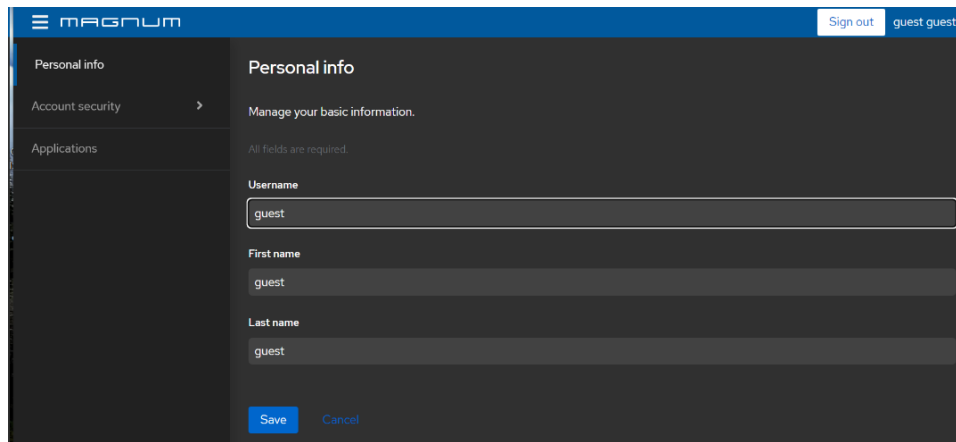 MAGNUM
Sign out
guest guest
Personal info
Account security
Applications
Personal info
Manage your basic information.
All fields are required.
Username
guest
First name
guest
Last name
guest
Save
Cancel